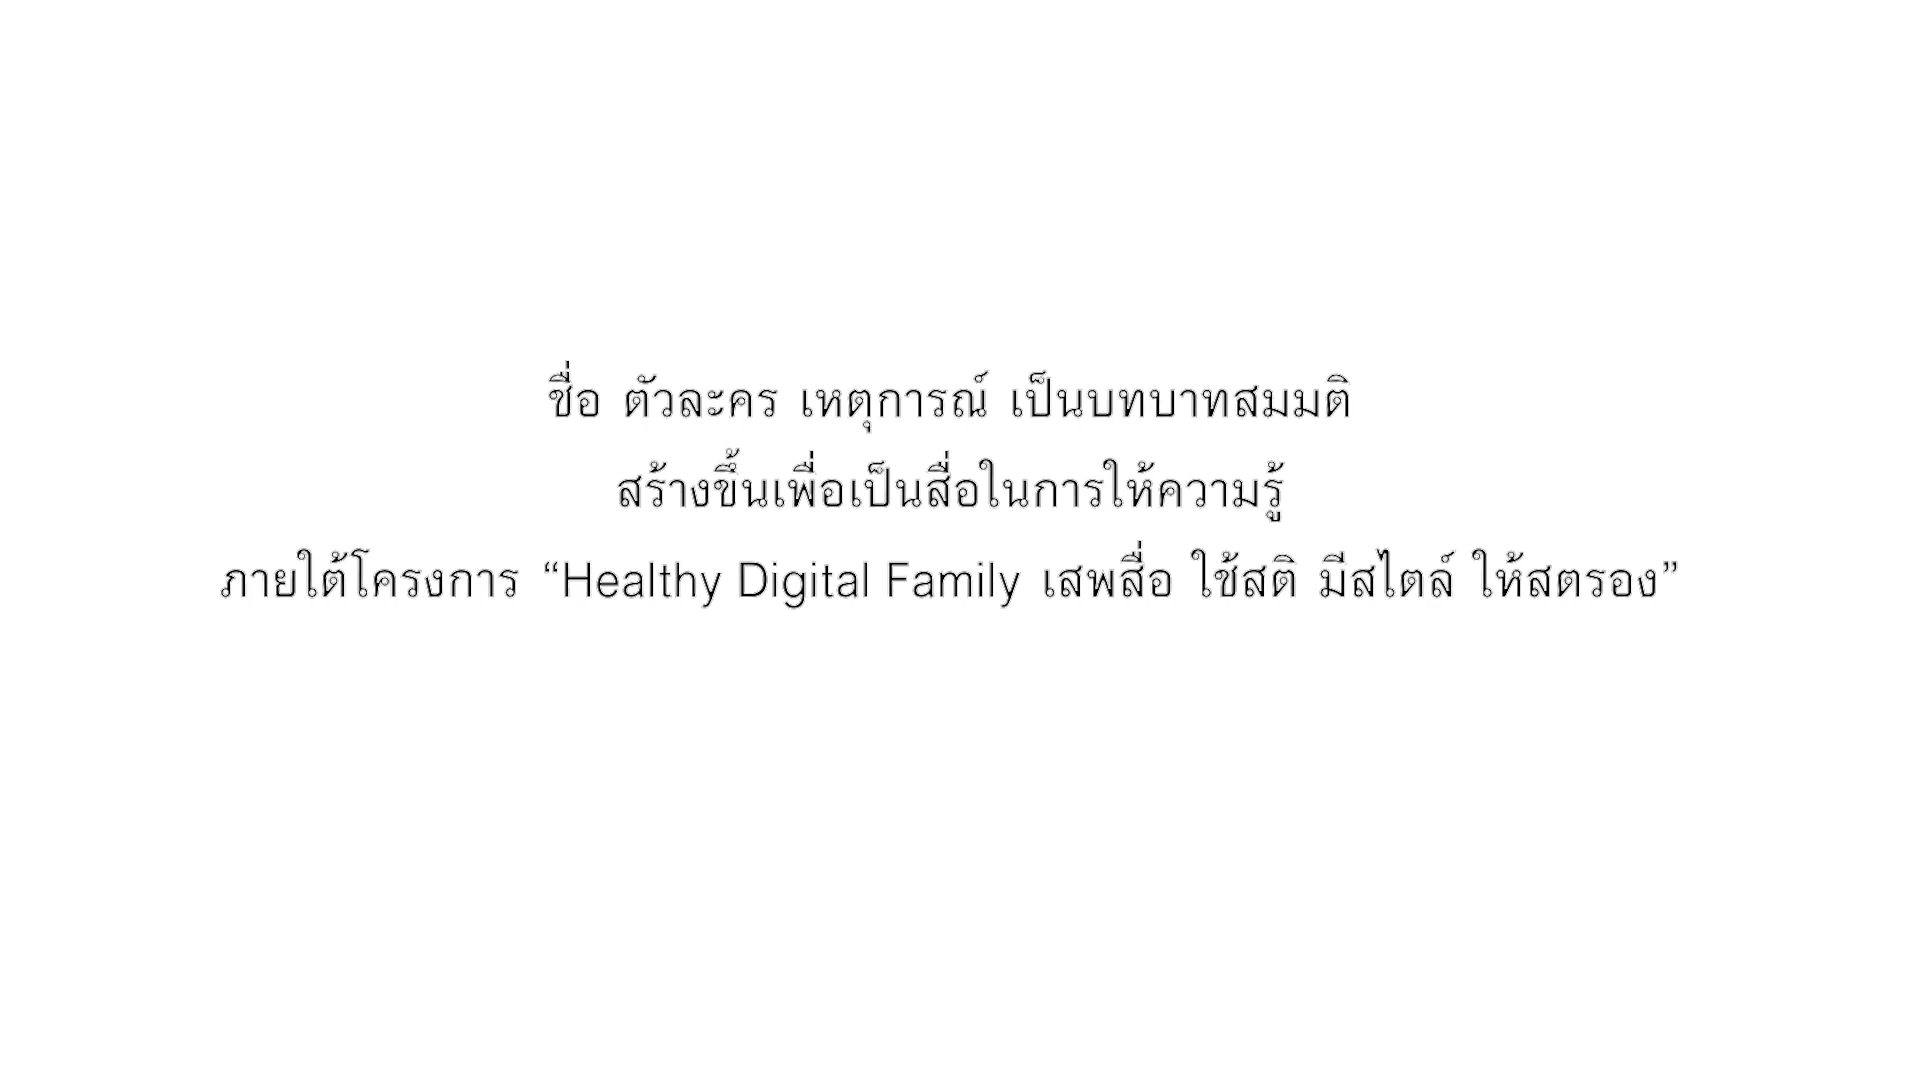 ชื่อ ตัวละคร เหตุการณ์ เป็นบทบาทสมมติ
สร้างขึ้นเพื่อเป็นสื่อในการให้ความรู้
ภายใต้โครงการ “Healthy Digital Family เสพสื่อ ใช้สติ มีสไตล์ ให้สตรอง”